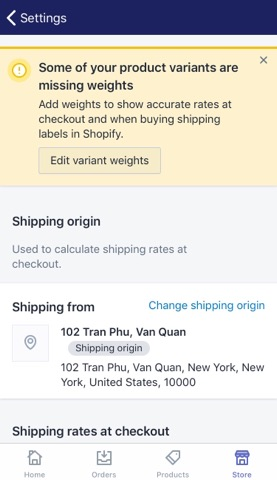 Settings
Some of your product variants are
missing weights
Add weights to show accurate rates at
checkout and when buying shipping
labels in Shopify.
Edit variant weights
Shipping origin
Used to calculate shipping rates at
checkout.
Shipping from
Change shipping origin
102 Tran Phu, Van Quan
Shipping origin
102 Tran Phu, Van Quan, New York, New
York, United States, 10000
Shipping rates at checkout
Home
Orders
Products
Store